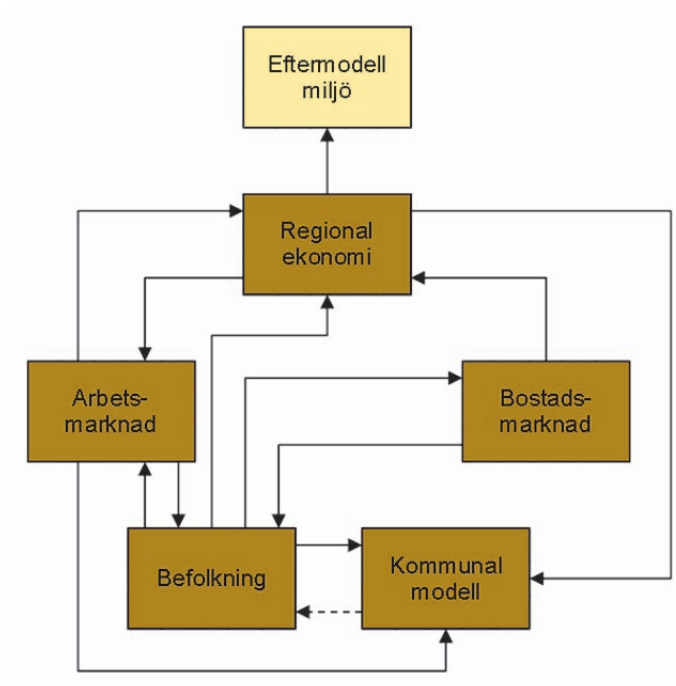 Eftermodell
miljö
Regional
ekonomi
Arbets-
marknad
Bostads-
marknad
Befolkning
Kommunal
modell